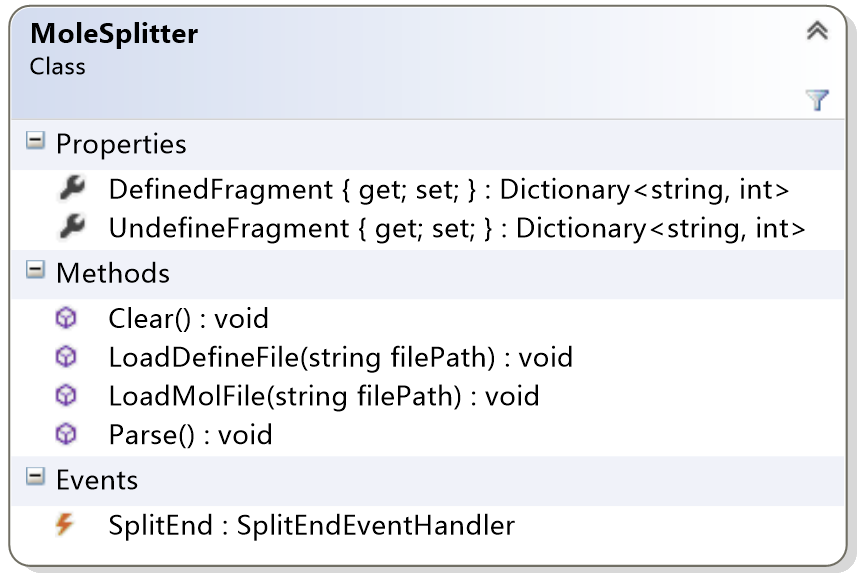 MoleSplitter
Class
Properties
DefinedFragment { get; set; } : Dictionary<string, int>
UndefineFragment { get; set; } : Dictionary<string, int>
Methods
Clear() : void
LoadDefineFile(string filePath) : void
LoadMolFile(string filePath) : void
Parse() : void
Events
SplitEnd : SplitEndEventHandler